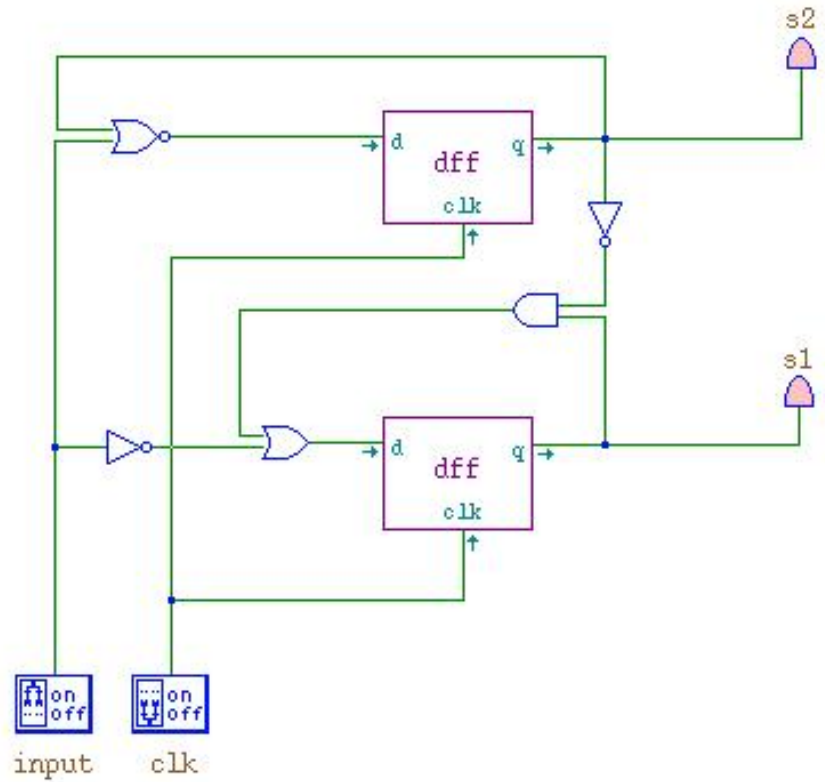 s2
d
q
dff
clk
s1
d
q
dff
clk
on
off
on
off
input
clk